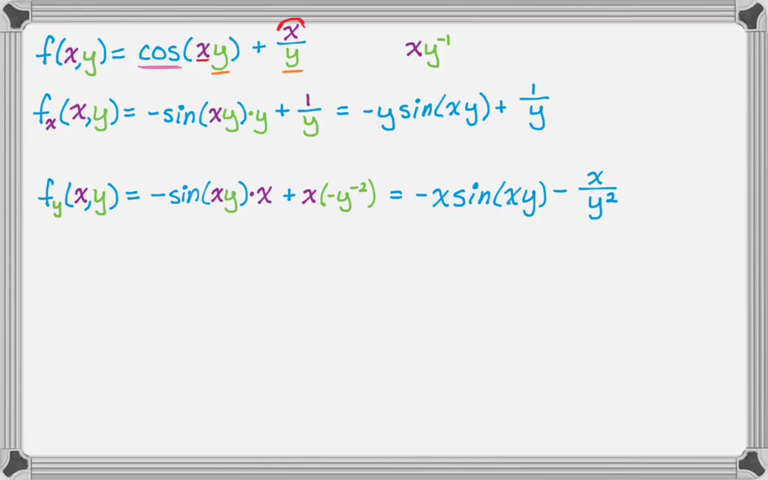 f(x,y) = cos(xy) + x/y    xy⁻¹
fₓ(x,y) = -sin(xy)·y + 1/y = -y sin(xy) + 1/y
f_y(x,y) = -sin(xy)·x + x(-y⁻²) = -x sin(xy) - x/y²